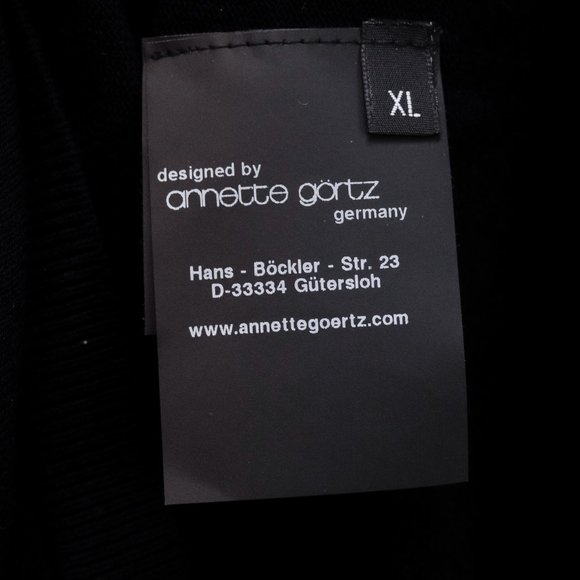 XL
designed by
annette görtz
germany
Hans - Böckler - Str. 23
D-33334 Gütersloh
www.annettegoertz.com